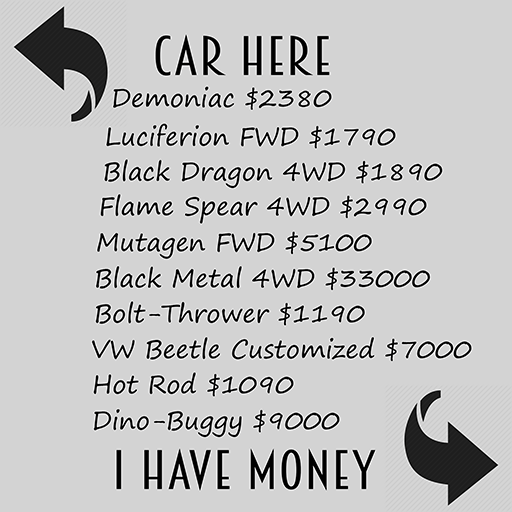 CAR HERE
Demoniac $2380
Luciferion FWD $1790
Black Dragon 4WD $1890
Flame Spear 4WD $2990
Mutagen FWD $5100
Black Metal 4WD $33000
Bolt-Thrower $1190
VW Beetle Customized $7000
Hot Rod $1090
Dino-Buggy $9000
I HAVE MONEY